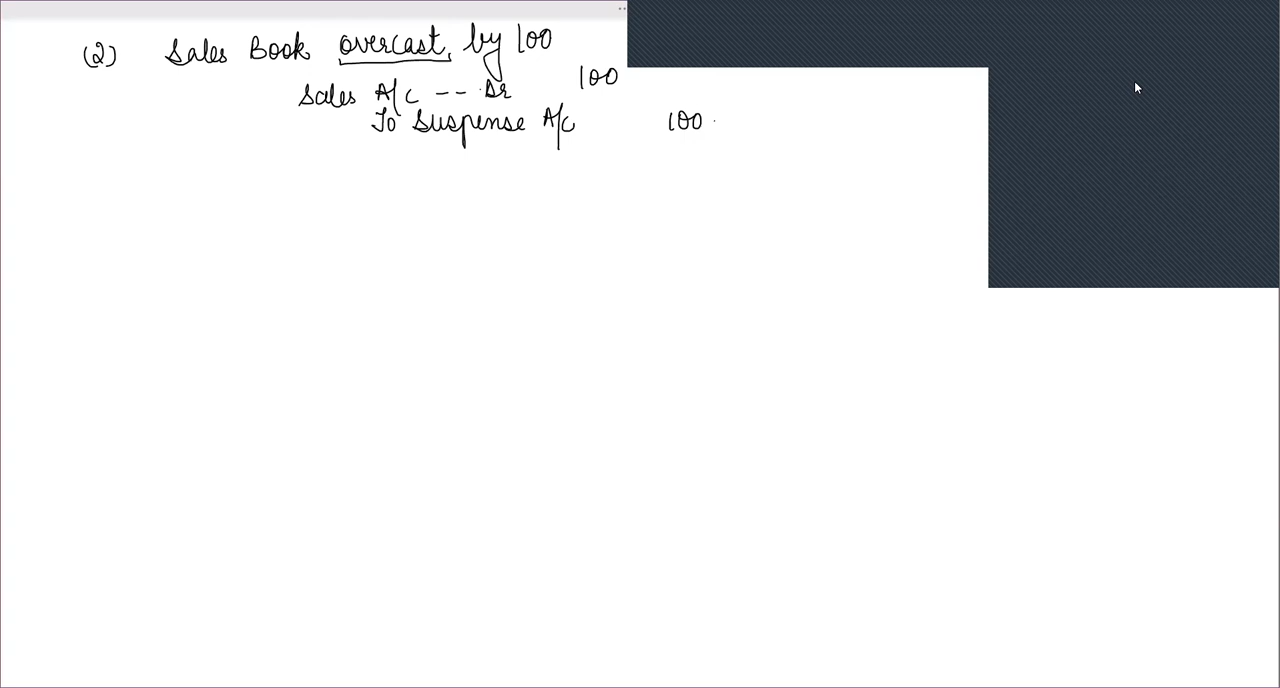 (2) Sales Book overcast, by 100
Sales A/C -- Dr 100
To Suspense A/C 100